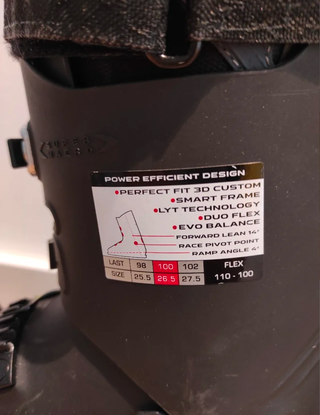 POWER EFFICIENT DESIGN
•PERFECT FIT 3D CUSTOM
•SMART FRAME
•LYT TECHNOLOGY
•DUO FLEX
•EVO BALANCE
FORWARD LEAN 14°
RACE PIVOT POINT
RAMP ANGLE 4°
LAST 98 100 102 FLEX
SIZE 25.5 26.5 27.5 110-100